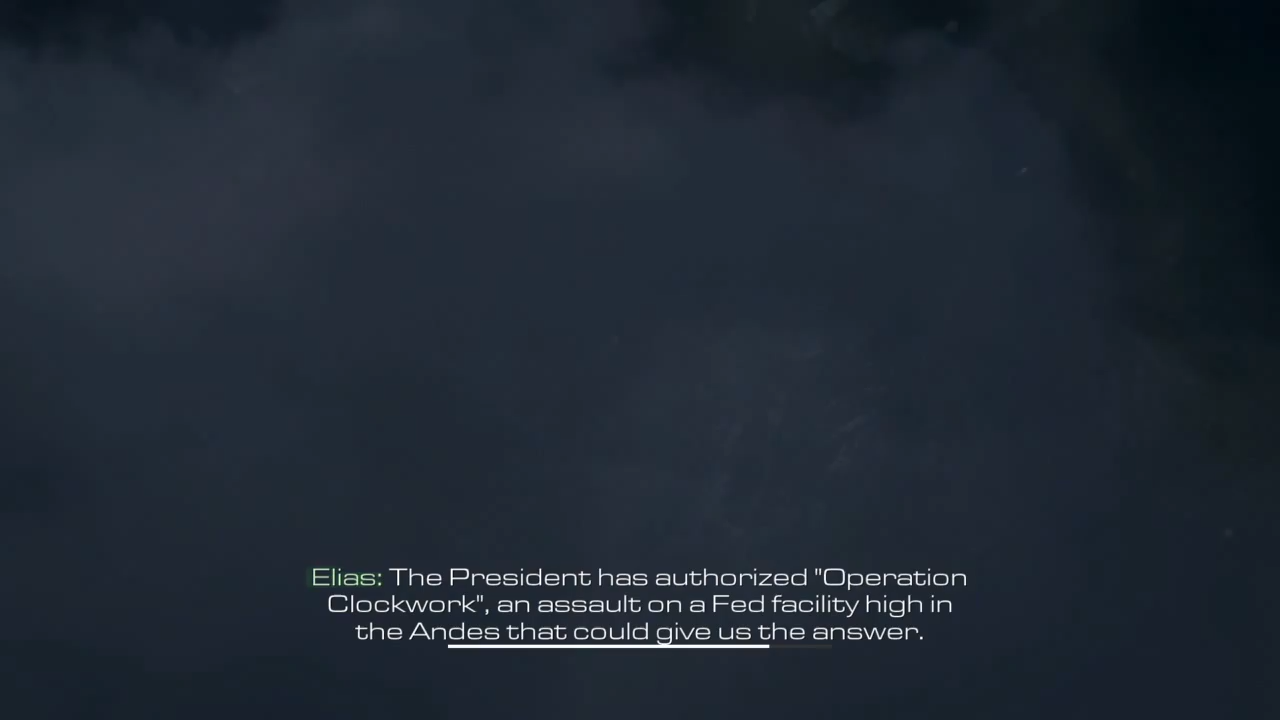 Elias: The President has authorized "Operation
Clockwork", an assault on a Fed facility high in
the Andes that could give us the answer.